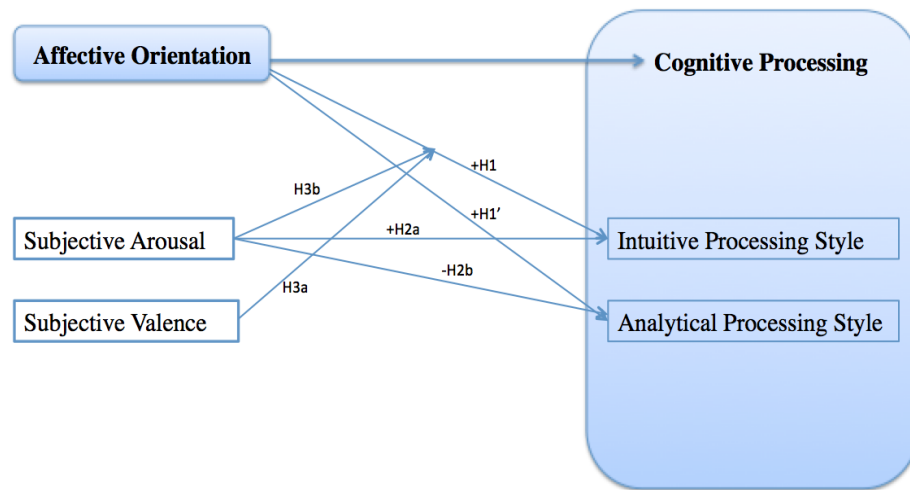 Affective Orientation
Cognitive Processing
+H1
H3b
+H1’
Subjective Arousal
+H2a
Intuitive Processing Style
-H2b
H3a
Subjective Valence
Analytical Processing Style